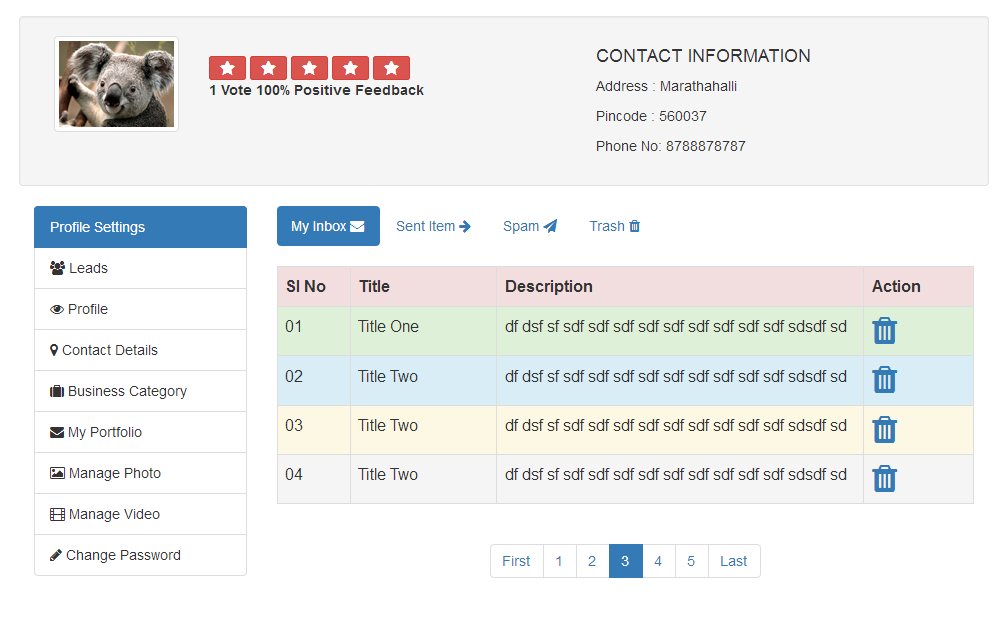 1 Vote 100% Positive Feedback
CONTACT INFORMATION
Address : Marathahalli
Pincode : 560037
Phone No: 8788878787
Profile Settings
Leads
Profile
Contact Details
Business Category
My Portfolio
Manage Photo
Manage Video
Change Password
My Inbox Sent Item Spam Trash
Sl No Title Description Action
01 Title One df dsf sf sdf sdf sdf sdf sdf sdf sdf sdf sdf sdsdf sd
02 Title Two df dsf sf sdf sdf sdf sdf sdf sdf sdf sdf sdf sdsdf sd
03 Title Two df dsf sf sdf sdf sdf sdf sdf sdf sdf sdf sdf sdsdf sd
04 Title Two df dsf sf sdf sdf sdf sdf sdf sdf sdf sdf sdf sdsdf sd
First 1 2 3 4 5 Last